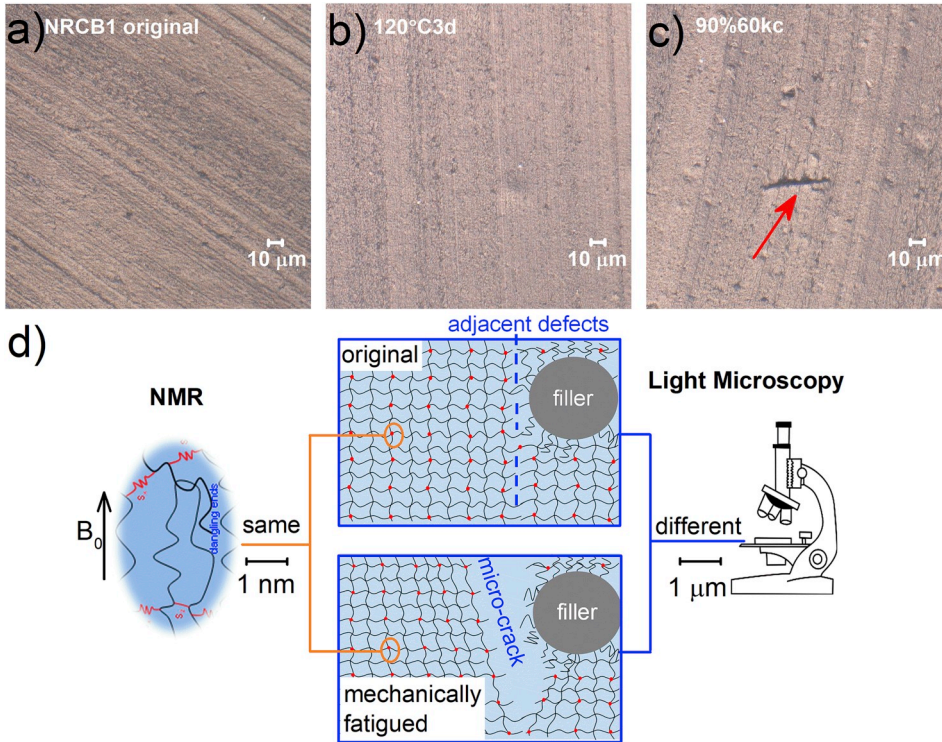 a) NRCB1 original
10 μm
b) 120°C3d
10 μm
c) 90%60kc
10 μm
d)
adjacent defects
original
filler
NMR
Light Microscopy
dangling ends
B₀
same
1 nm
different
1 μm
micro-crack
filler
mechanically
fatigued